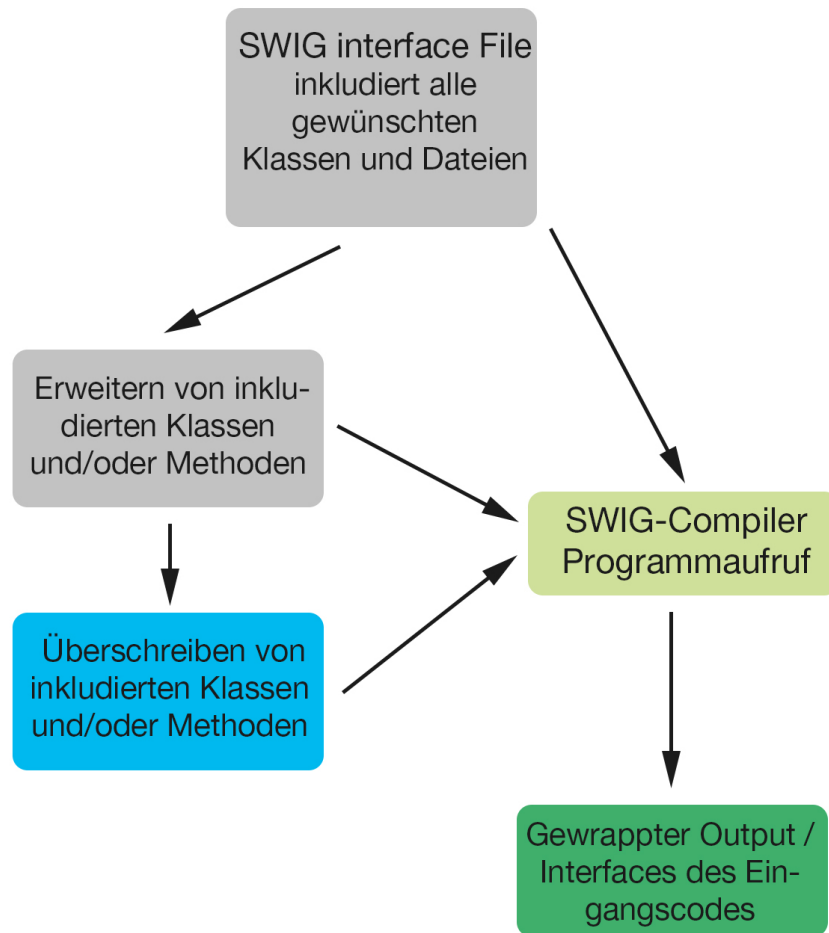 SWIG interface File
inkludiert alle
gewünschten
Klassen und Dateien
Erweitern von inklu-
dierten Klassen
und/oder Methoden
SWIG-Compiler
Programmaufruf
Überschreiben von
inkludierten Klassen
und/oder Methoden
Gewrappter Output /
Interfaces des Ein-
gangscodes